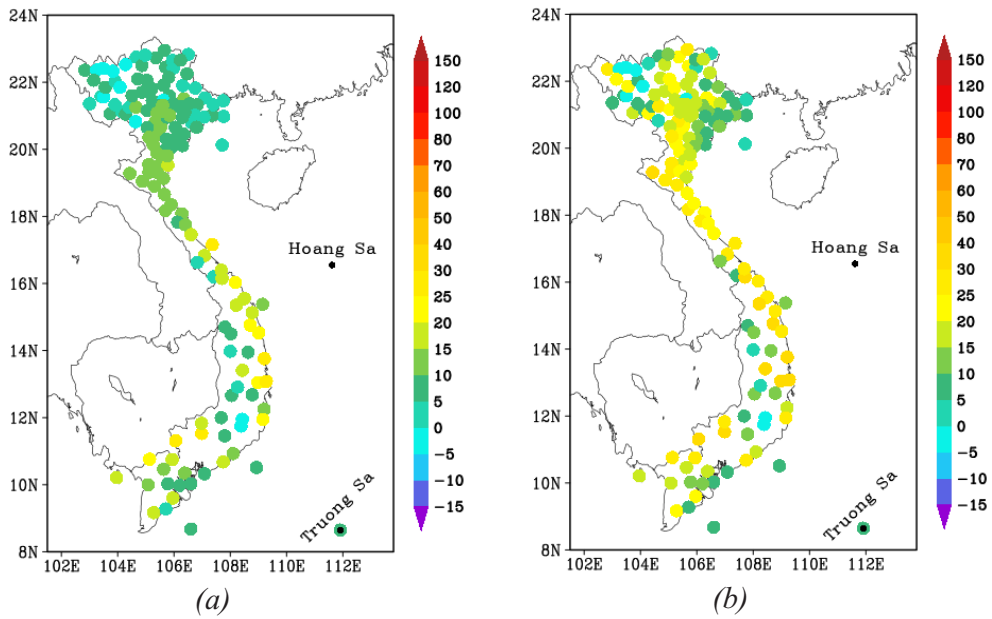 24N
22N
20N
18N
16N
14N
12N
10N
8N
102E 104E 106E 108E 110E 112E
Hoang Sa
Truong Sa
150
120
100
80
70
60
50
40
30
25
20
15
10
5
0
−5
−10
−15
(a)
24N
22N
20N
18N
16N
14N
12N
10N
8N
102E 104E 106E 108E 110E 112E
Hoang Sa
Truong Sa
150
120
100
80
70
60
50
40
30
25
20
15
10
5
0
−5
−10
−15
(b)